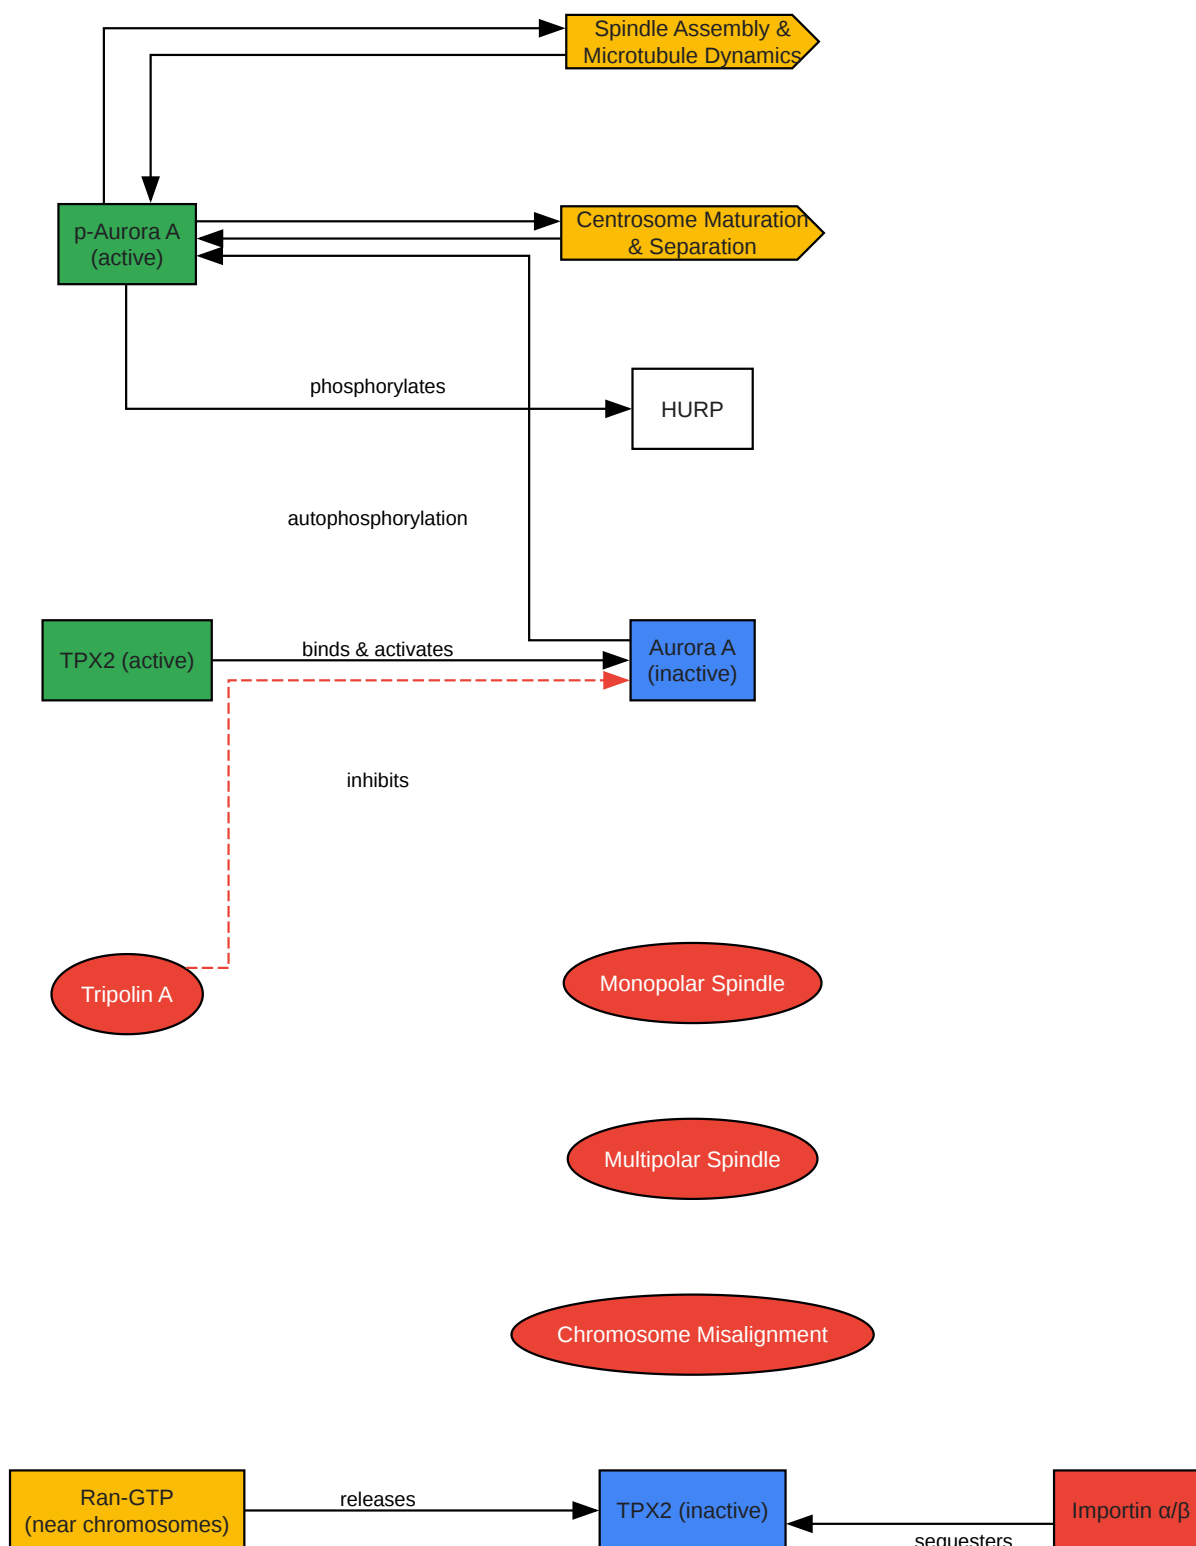 Spindle Assembly &
Microtubule Dynamics
p-Aurora A
(active)
Centrosome Maturation
& Separation
phosphorylates
HURP
autophosphorylation
TPX2 (active)
binds & activates
Aurora A
(inactive)
inhibits
Tripolin A
Monopolar Spindle
Multipolar Spindle
Chromosome Misalignment
Ran-GTP
(near chromosomes)
releases
TPX2 (inactive)
Importin α/β
sequesters